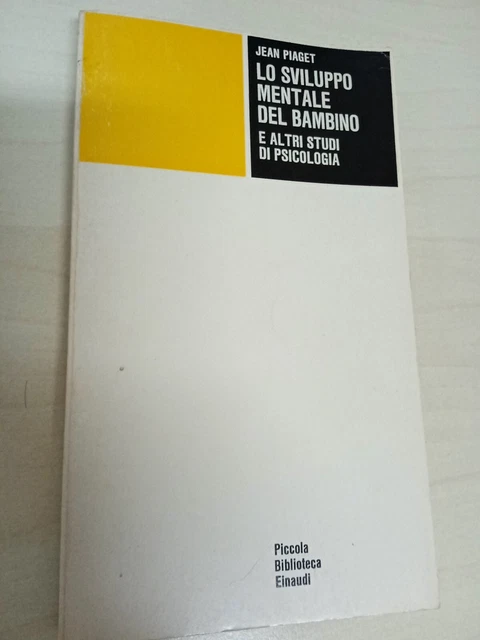 JEAN PIAGET
LO SVILUPPO
MENTALE
DEL BAMBINO
E ALTRI STUDI
DI PSICOLOGIA
Piccola
Biblioteca
Einaudi